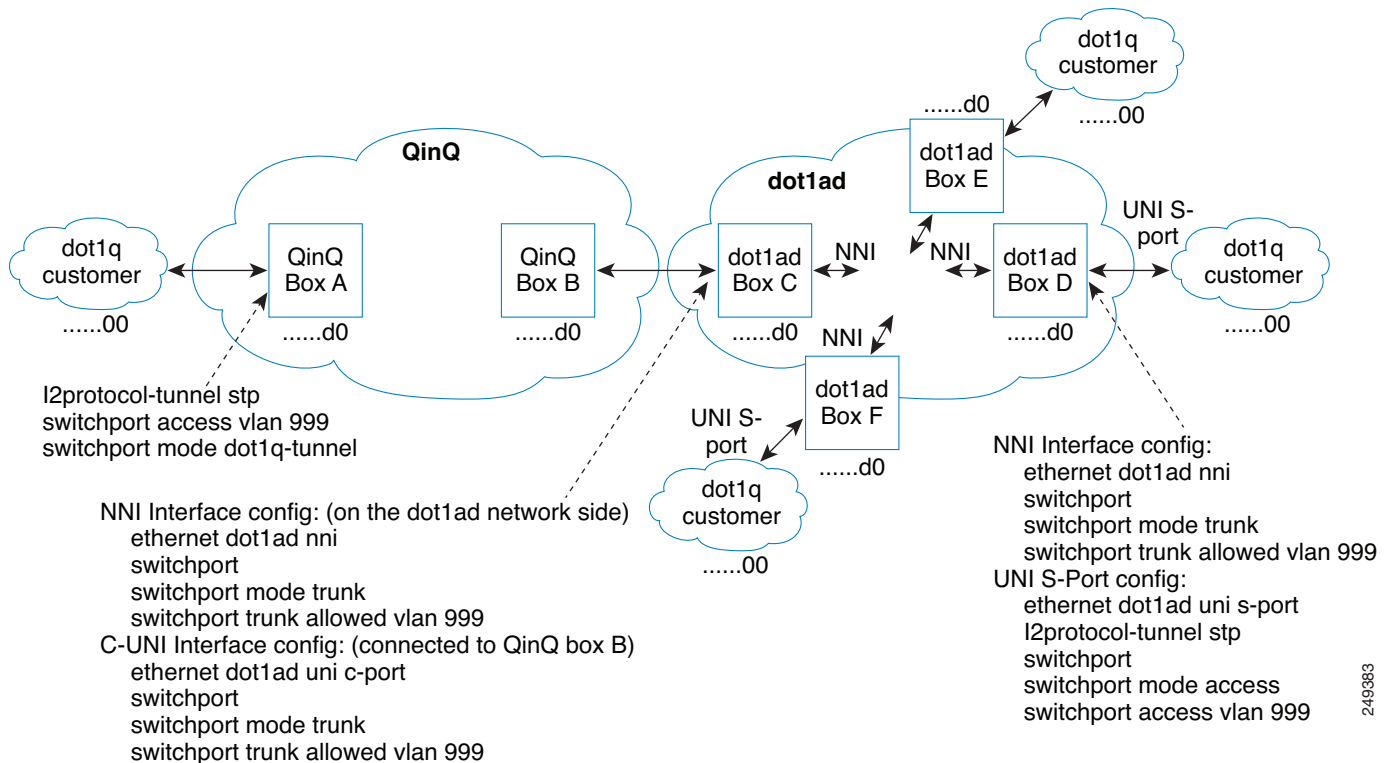 dot1q
customer
......00
......d0
QinQ
dot1ad
dot1ad
Box E
dot1q
customer
......00
QinQ
Box A
......d0
QinQ
Box B
......d0
dot1ad
Box C
......d0
NNI
NNI
dot1ad
Box D
......d0
UNI S-
port
dot1q
customer
......00
NNI
dot1ad
Box F
......d0
UNI S-
port
dot1q
customer
......00
l2protocol-tunnel stp
switchport access vlan 999
switchport mode dot1q-tunnel
NNI Interface config: (on the dot1ad network side)
ethernet dot1ad nni
switchport
switchport mode trunk
switchport trunk allowed vlan 999
C-UNI Interface config: (connected to QinQ box B)
ethernet dot1ad uni c-port
switchport
switchport mode trunk
switchport trunk allowed vlan 999
NNI Interface config:
ethernet dot1ad nni
switchport
switchport mode trunk
switchport trunk allowed vlan 999
UNI S-Port config:
ethernet dot1ad uni s-port
l2protocol-tunnel stp
switchport
switchport mode access
switchport access vlan 999
249383